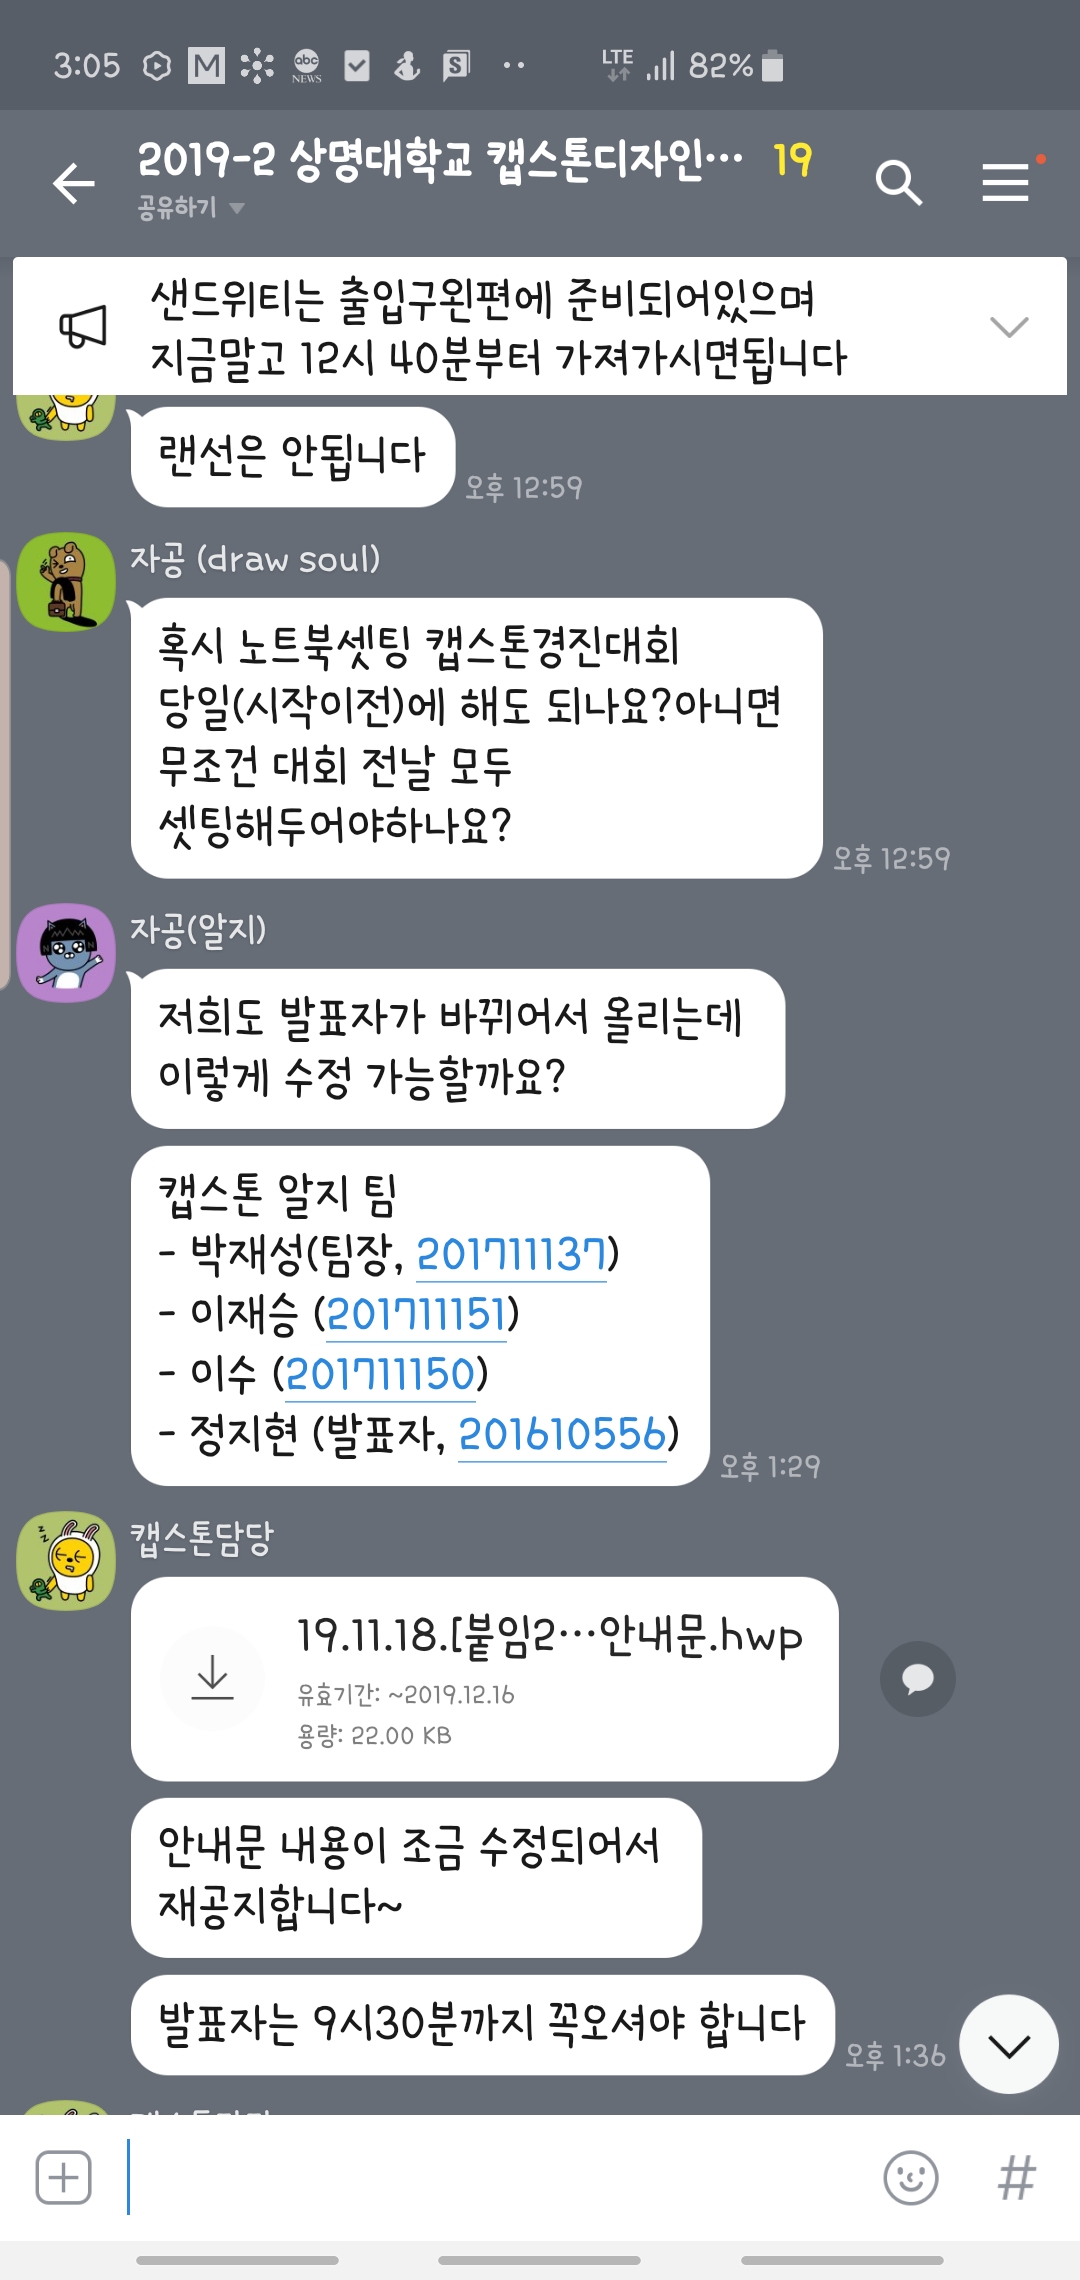 3:05
M
abc
NEWS
S
LTE
82%
2019-2 상명대학교 캡스톤디자인… 19
공유하기
샌드위티는 출입구왼편에 준비되어있으며
지금말고 12시 40분부터 가져가시면됩니다
랜선은 안됩니다
오후 12:59
자공 (draw soul)
혹시 노트북셋팅 캡스톤경진대회
당일(시작이전)에 해도 되나요?아니면
무조건 대회 전날 모두
셋팅해두어야하나요?
오후 12:59
자공(알지)
저희도 발표자가 바뀌어서 올리는데
이렇게 수정 가능할까요?
캡스톤 알지 팀
- 박재성(팀장, 201711137)
- 이재승 (201711151)
- 이수 (201711150)
- 정지현 (발표자, 201610556)
오후 1:29
캡스톤담당
19.11.18.[붙임2…안내문.hwp
유효기간: ~2019.12.16
용량: 22.00 KB
안내문 내용이 조금 수정되어서
재공지합니다~
발표자는 9시30분까지 꼭오셔야 합니다
오후 1:36
#